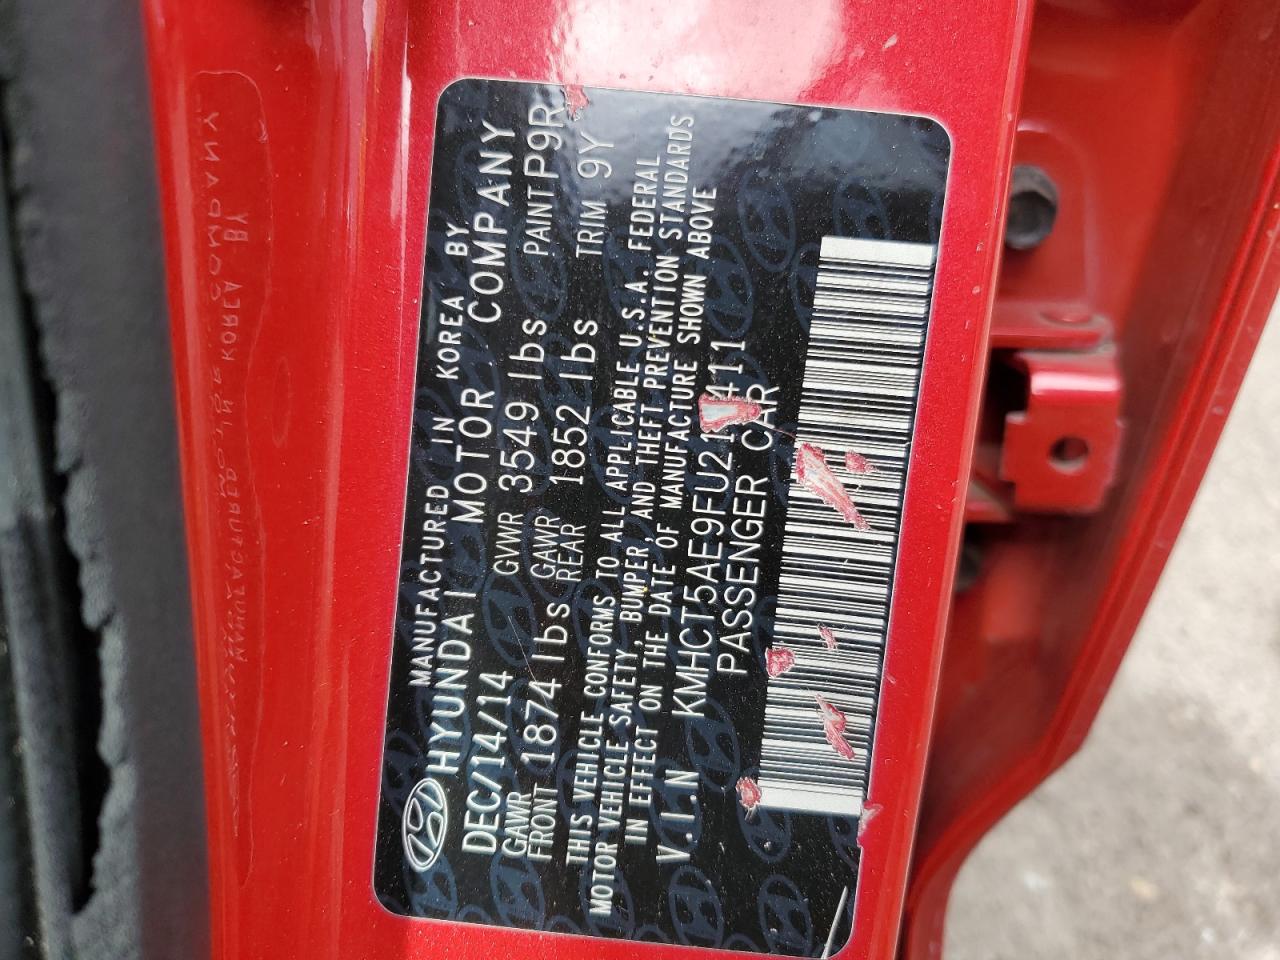 MANUFACTURED IN KOREA BY
HYUNDAI MOTOR COMPANY
DEC/14/14 GVWR 3549 lbs PAINT P9R
GAWR FRONT 1874 lbs GAWR REAR 1852 lbs TRIM 9Y
THIS VEHICLE CONFORMS TO ALL APPLICABLE U.S.A. FEDERAL
MOTOR VEHICLE SAFETY, BUMPER, AND THEFT PREVENTION STANDARDS
IN EFFECT ON THE DATE OF MANUFACTURE SHOWN ABOVE
V.I.N
PASSENGER CAR